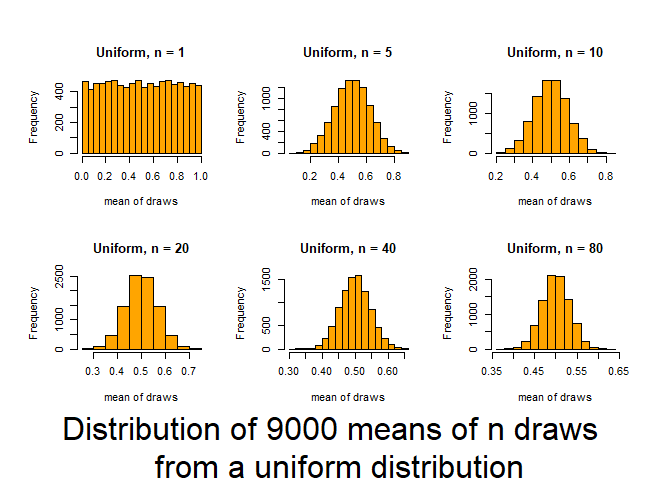 Uniform, n = 1
Frequency
0 200 400
0.0 0.2 0.4 0.6 0.8 1.0
mean of draws
Uniform, n = 5
Frequency
0 400 1000
0.2 0.4 0.6 0.8
mean of draws
Uniform, n = 10
Frequency
0 1000
0.2 0.4 0.6 0.8
mean of draws
Uniform, n = 20
Frequency
0 1000 2500
0.3 0.4 0.5 0.6 0.7
mean of draws
Uniform, n = 40
Frequency
0 500 1500
0.30 0.40 0.50 0.60
mean of draws
Uniform, n = 80
Frequency
0 1000 2000
0.35 0.45 0.55 0.65
mean of draws
Distribution of 9000 means of n draws
from a uniform distribution